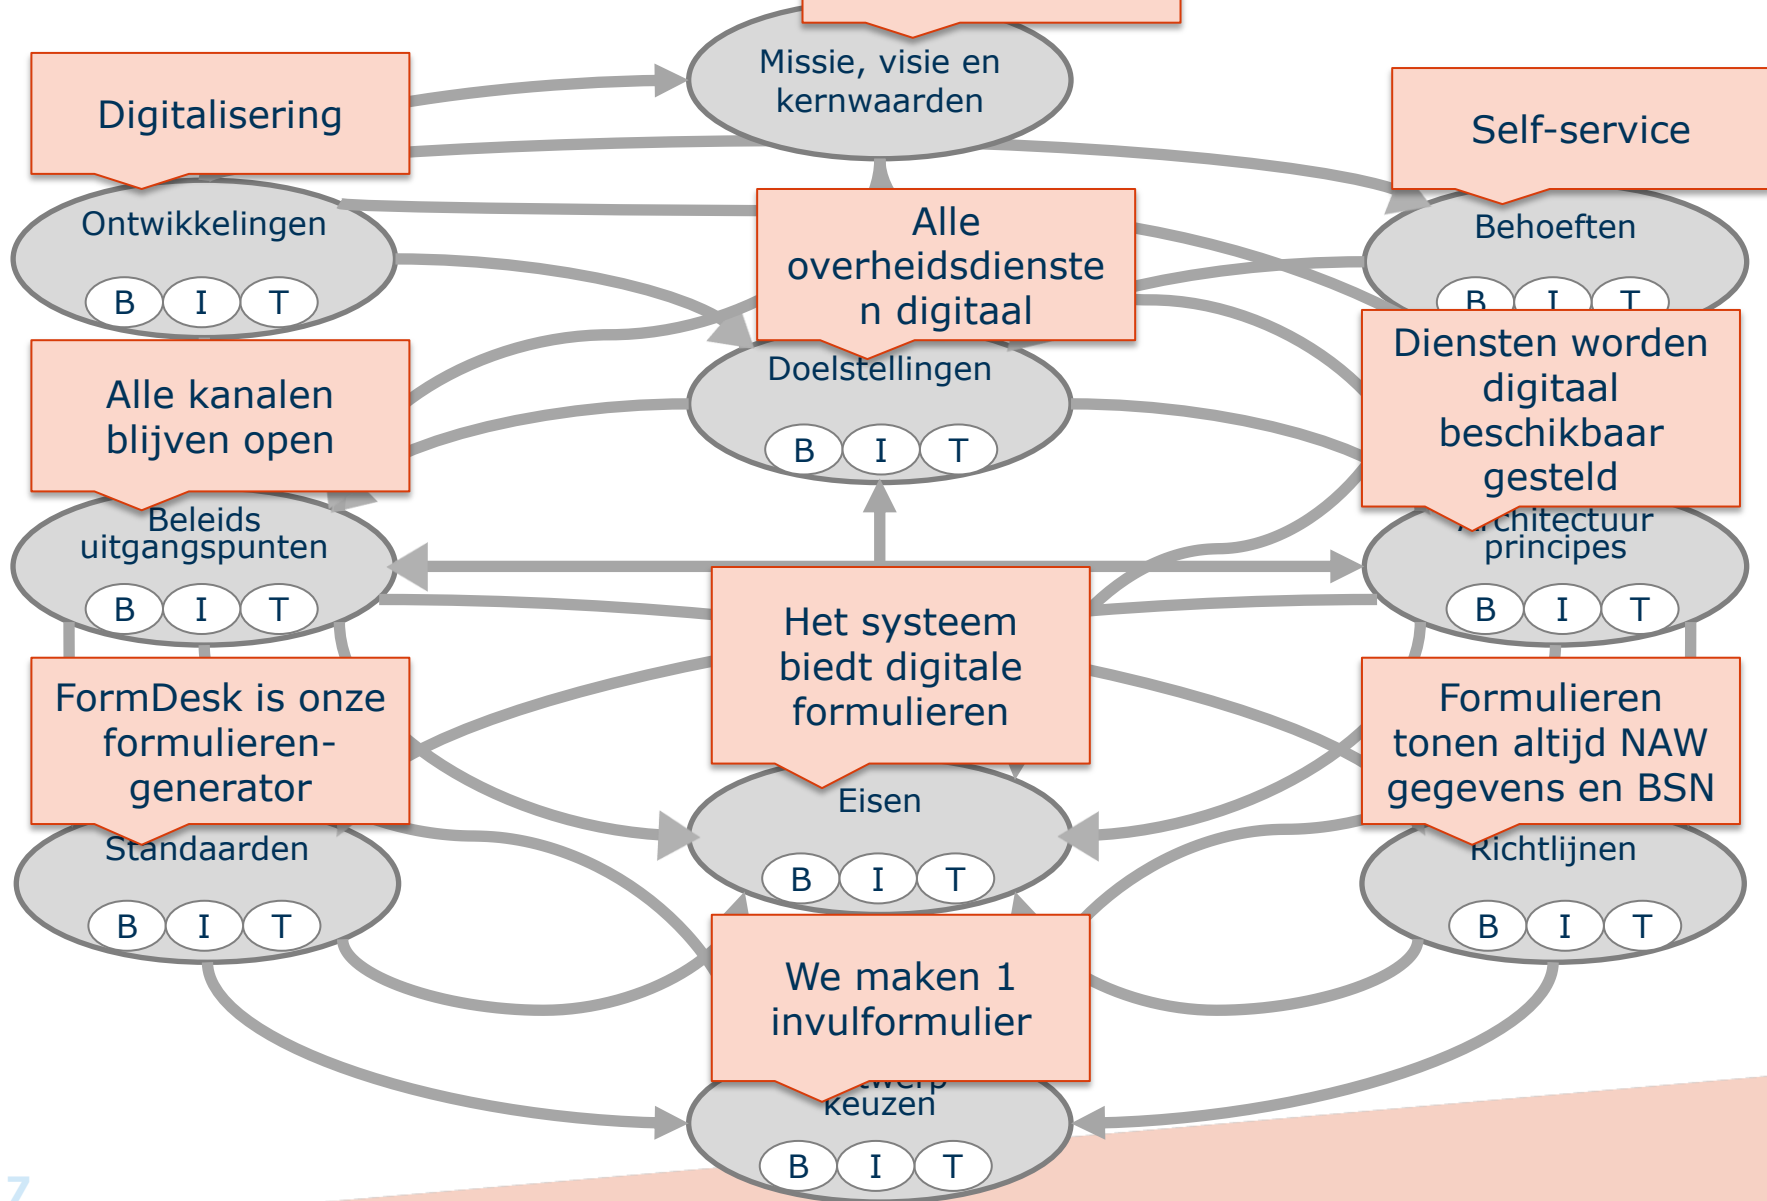 Missie, visie en
kernwaarden
Digitalisering
Self-service
Ontwikkelingen
B I T
Alle
overheidsdienste
n digitaal
Behoeften
B I T
Alle kanalen
blijven open
Doelstellingen
B I T
Diensten worden
digitaal
beschikbaar
gesteld
Beleids
uitgangspunten
B I T
principes
B I T
Het systeem
biedt digitale
formulieren
FormDesk is onze
formulieren-
generator
Formulieren
tonen altijd NAW
gegevens en BSN
Eisen
B I T
Standaarden
B I T
Richtlijnen
B I T
We maken 1
invulformulier
keuzen
B I T
7